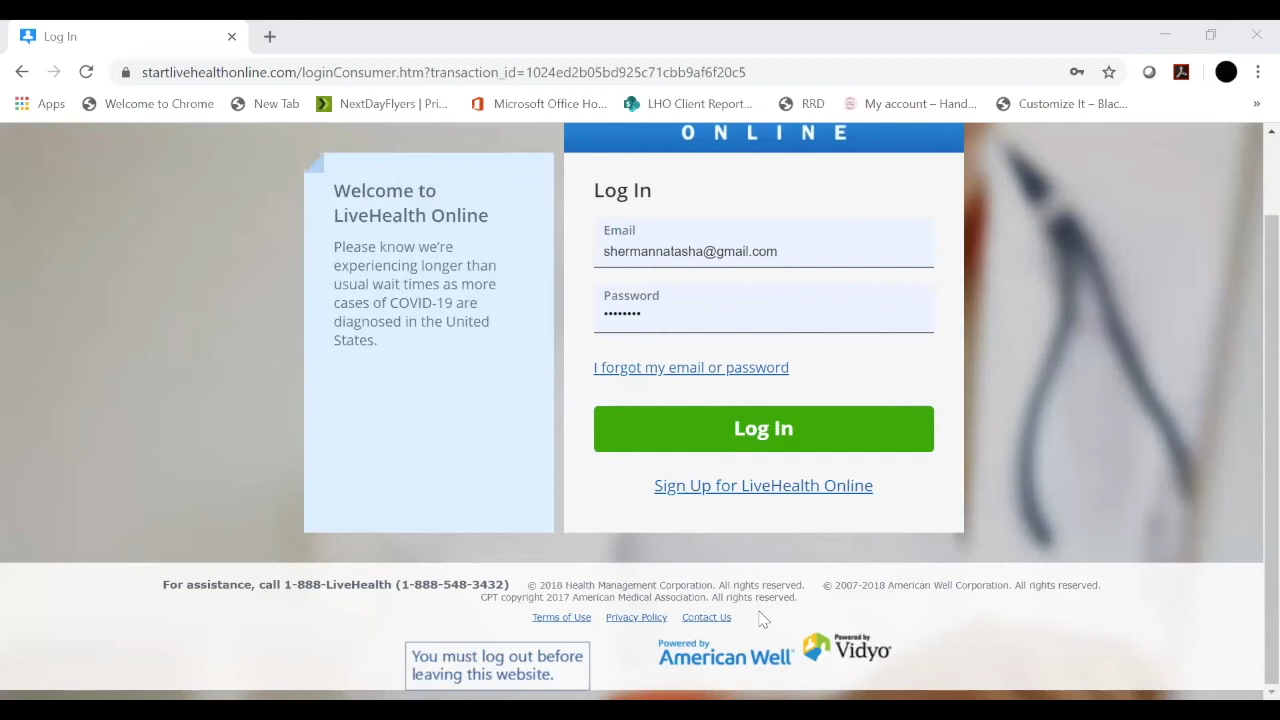 Log In
startlivehealthonline.com/loginConsumer.htm?transaction_id=1024ed2b05bd925c71cbb9af6f20c5
Apps Welcome to Chrome New Tab NextDayFlyers | Pri... Microsoft Office Ho... LHO Client Report... RRD My account – Hand... Customize It – Blac... »
ONLINE
Welcome to
LiveHealth Online
Please know we're
experiencing longer than
usual wait times as more
cases of COVID-19 are
diagnosed in the United
States.
Log In
Email
shermannatasha@gmail.com
Password
••••••••
I forgot my email or password
Log In
Sign Up for LiveHealth Online
For assistance, call 1-888-LiveHealth (1-888-548-3432) © 2018 Health Management Corporation. All rights reserved. © 2007-2018 American Well Corporation. All rights reserved.
CPT copyright 2017 American Medical Association. All rights reserved.
Terms of Use Privacy Policy Contact Us
You must log out before
leaving this website.
Powered by
American Well
Powered by
Vidyo